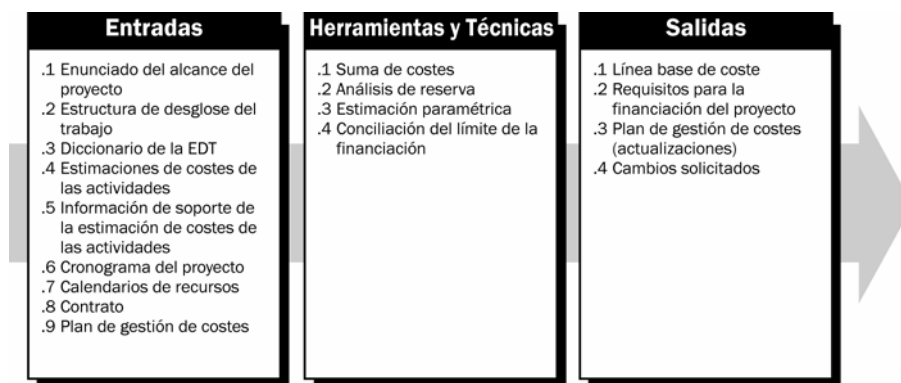 Entradas
.1 Enunciado del alcance del
proyecto
.2 Estructura de desglose del
trabajo
.3 Diccionario de la EDT
.4 Estimaciones de costes de
las actividades
.5 Información de soporte de
la estimación de costes de
las actividades
.6 Cronograma del proyecto
.7 Calendarios de recursos
.8 Contrato
.9 Plan de gestión de costes
Herramientas y Técnicas
.1 Suma de costes
.2 Análisis de reserva
.3 Estimación paramétrica
.4 Conciliación del límite de la
financiación
Salidas
.1 Línea base de coste
.2 Requisitos para la
financiación del proyecto
.3 Plan de gestión de costes
(actualizaciones)
.4 Cambios solicitados